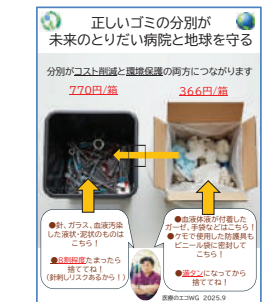 正しいゴミの分別が
未来のとりだい病院と地球を守る
分別がコスト削減と環境保護の両方につながります
770円/箱
366円/箱
●針、ガラス、血液汚染
した液状・泥状のものは
こちら！
●8割程度たまったら
捨ててね！
(針刺しリスクあるから！)
●血液体液が付着した
ガーゼ、手袋などはこちら！
●ケモで使用した防護具も
ビニール袋に密封して
こちら！
●満タンになってから
捨ててね！
医療のエコWG 2025.9